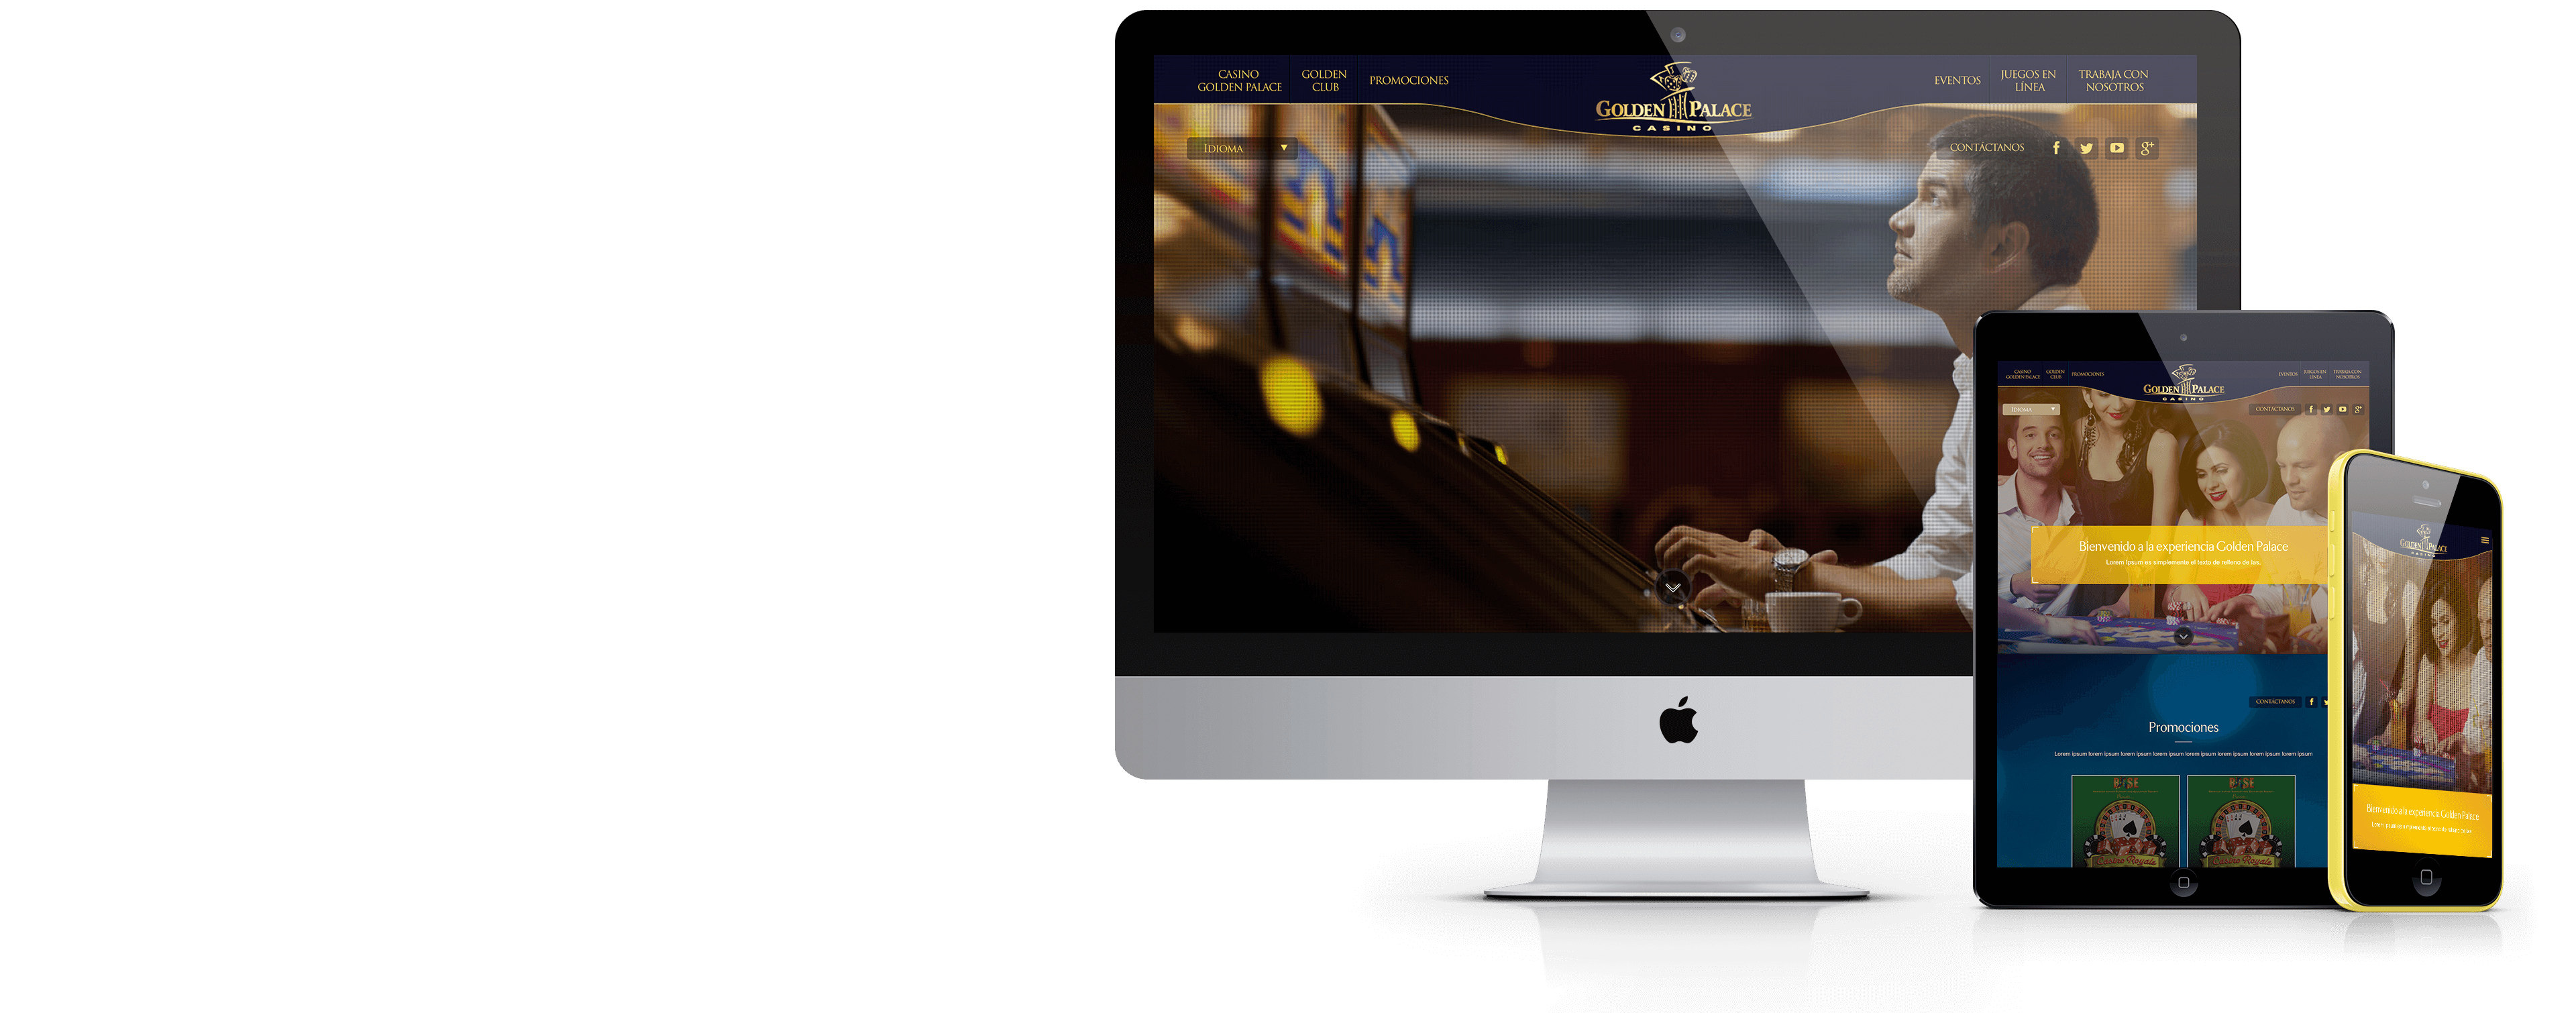 CASINO
GOLDEN PALACE
GOLDEN
CLUB
PROMOCIONES
GOLDEN PALACE
CASINO
EVENTOS
JUEGOS EN
LÍNEA
TRABAJA CON
NOSOTROS
IDIOMA
CONTÁCTANOS
CASINO
GOLDEN PALACE
GOLDEN
CLUB
PROMOCIONES
GOLDEN PALACE
CASINO
EVENTOS
JUEGOS EN
LÍNEA
TRABAJA CON
NOSOTROS
IDIOMA
CONTÁCTANOS
Bienvenido a la experiencia Golden Palace
Lorem Ipsum es simplemente el texto de relleno de las.
CONTÁCTANOS
Promociones
Lorem ipsum lorem ipsum lorem ipsum lorem ipsum lorem ipsum lorem ipsum lorem ipsum lorem ipsum
Casino Royale
Casino Royale
GOLDEN PALACE
CASINO
Bienvenido a la experiencia Golden Palace